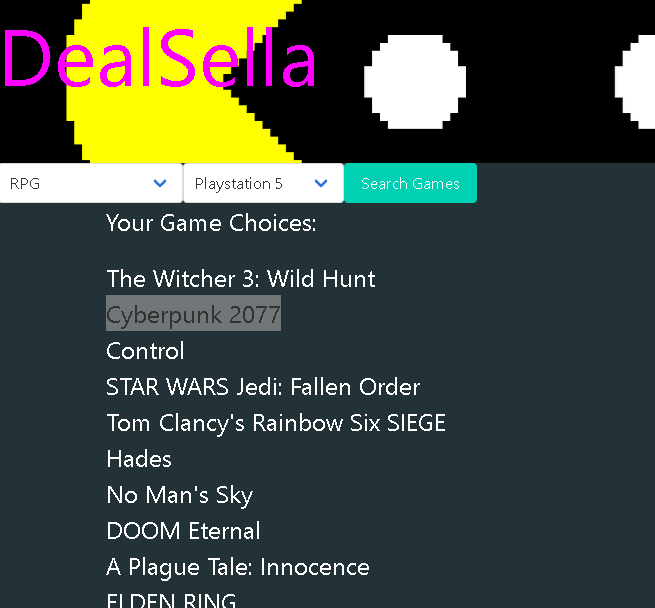 DealSella
RPG
Playstation 5
Search Games
Your Game Choices:
The Witcher 3: Wild Hunt
Cyberpunk 2077
Control
STAR WARS Jedi: Fallen Order
Tom Clancy's Rainbow Six SIEGE
Hades
No Man's Sky
DOOM Eternal
A Plague Tale: Innocence
ELDEN RING